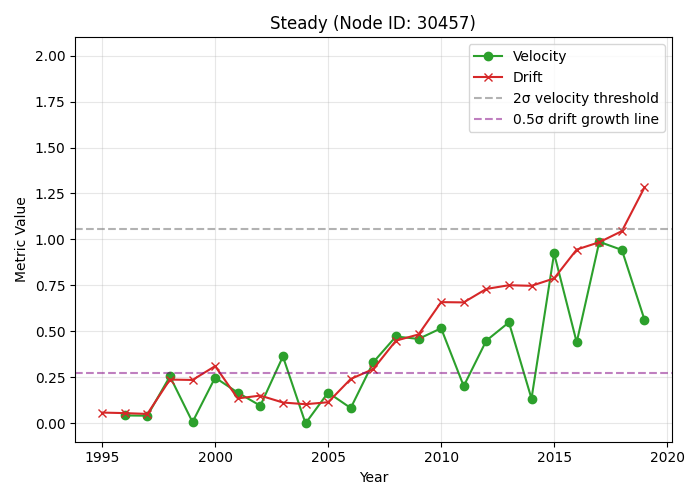 Steady (Node ID: 30457)
Velocity
Drift
2σ velocity threshold
0.5σ drift growth line
Metric Value
2.00
1.75
1.50
1.25
1.00
0.75
0.50
0.25
0.00
1995
2000
2005
2010
2015
2020
Year